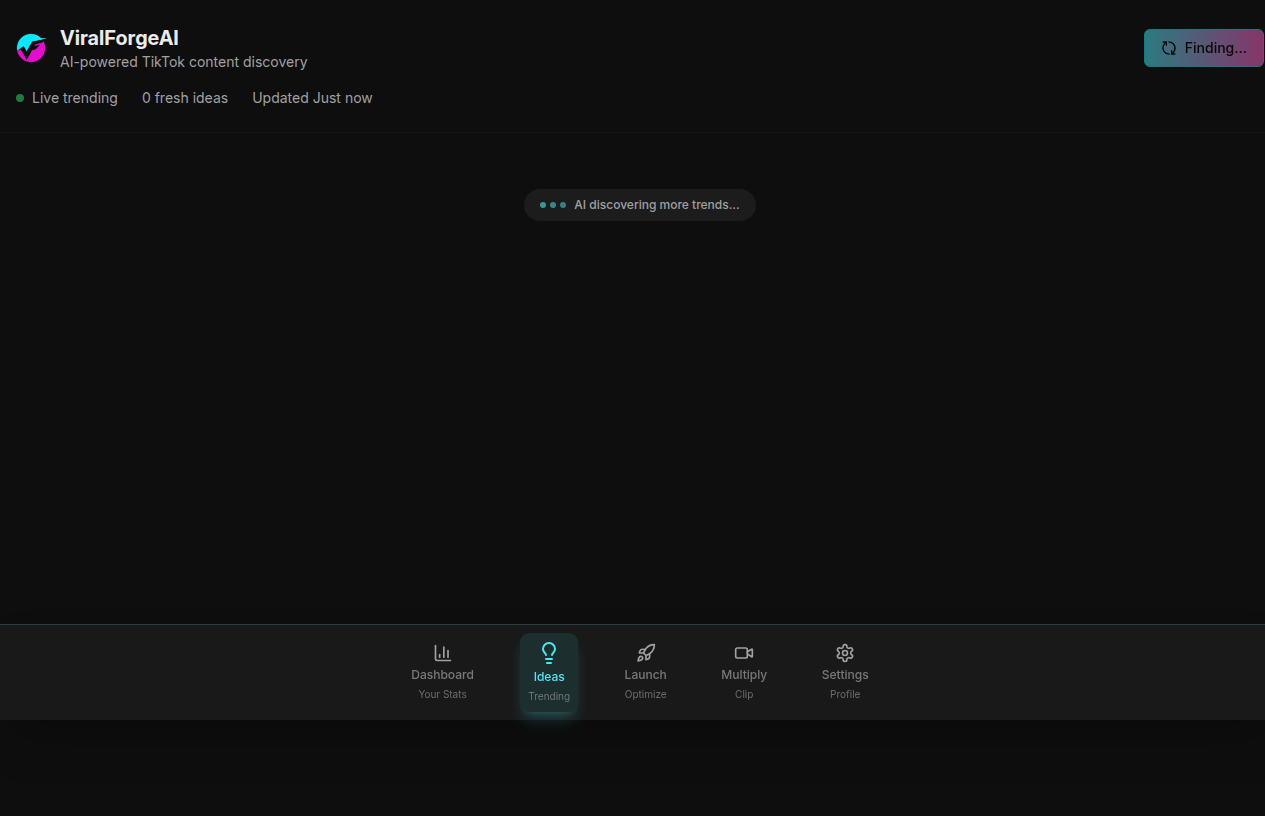 ViralForgeAI
AI-powered TikTok content discovery
Finding...
Live trending
0 fresh ideas
Updated Just now
AI discovering more trends...
Dashboard
Your Stats
Ideas
Trending
Launch
Optimize
Multiply
Clip
Settings
Profile